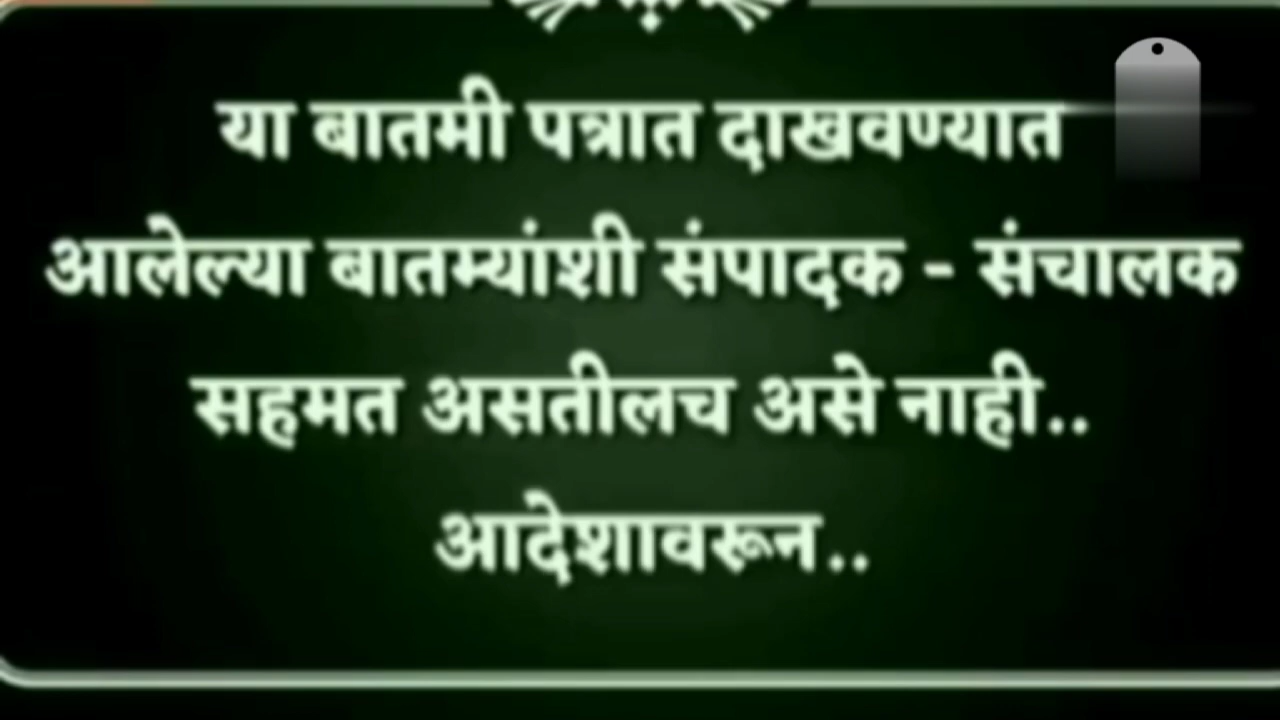 या बातमी पत्रात दाखवण्यात
आलेल्या बातम्यांशी संपादक - संचालक
सहमत असतीलच असे नाही..
आदेशावरून..